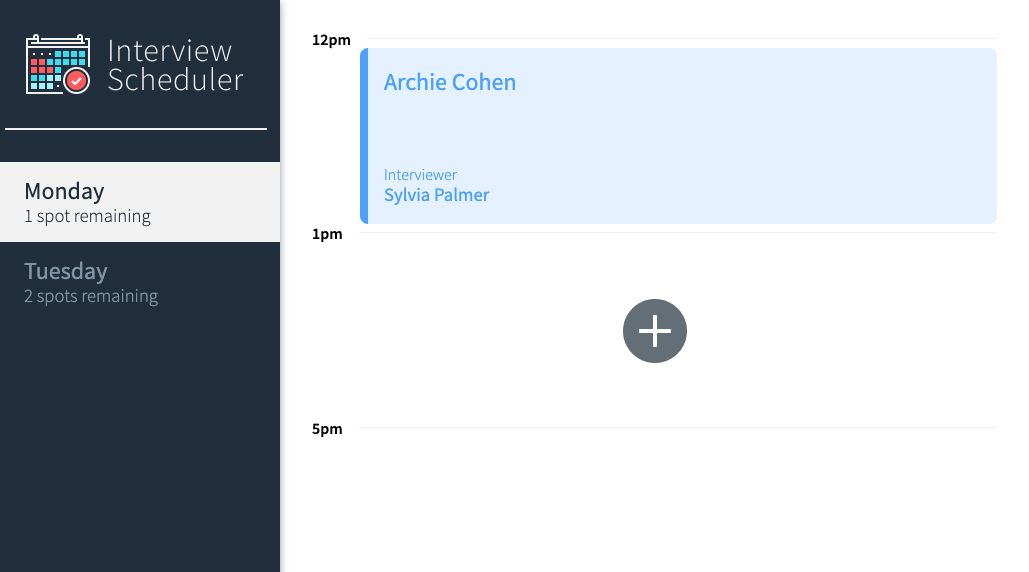 Interview
Scheduler
Monday
1 spot remaining
Tuesday
2 spots remaining
12pm
Archie Cohen
Interviewer
Sylvia Palmer
1pm
5pm